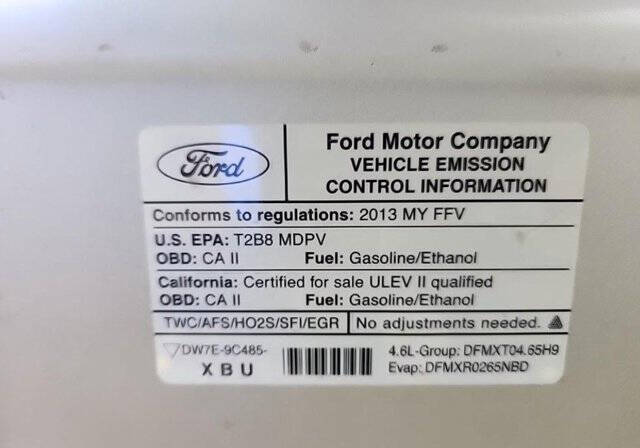 Ford
Ford Motor Company
VEHICLE EMISSION
CONTROL INFORMATION
Conforms to regulations: 2013 MY FFV
U.S. EPA: T2B8 MDPV
OBD: CA II Fuel: Gasoline/Ethanol
California: Certified for sale ULEV II qualified
OBD: CA II Fuel: Gasoline/Ethanol
TWC/AFS/HO2S/SFI/EGR No adjustments needed.
DW7E-9C485- 4.6L-Group: DFMXT04.65H9
XBU Evap: DFMXR0265NBD